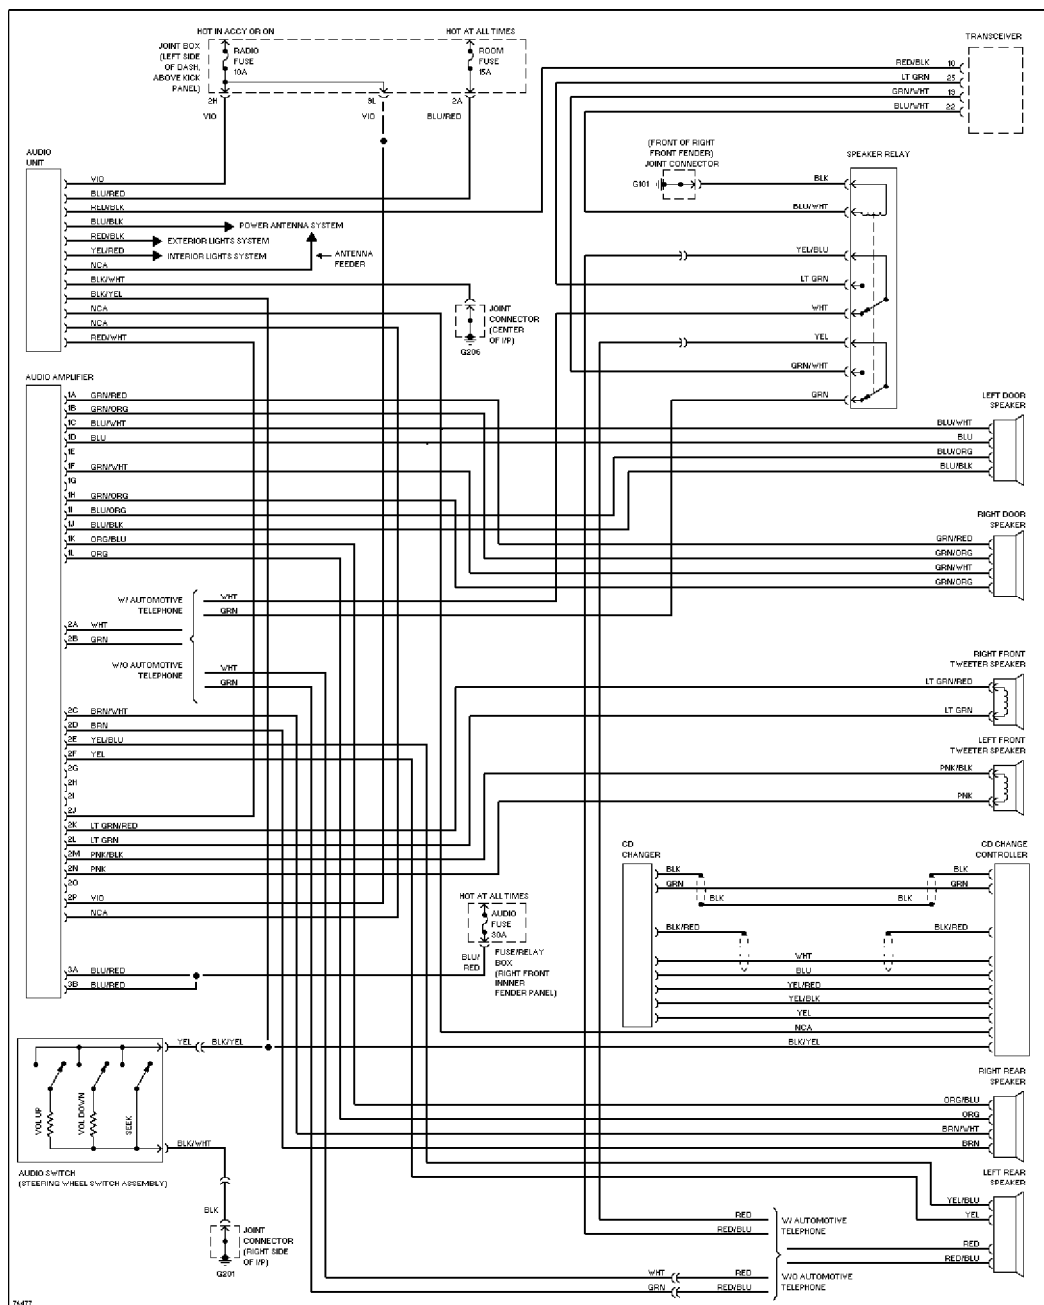 HOT IN ACCY OR ON
HOT AT ALL TIMES
JOINT BOX
(LEFT SIDE
OF DASH,
ABOVE KICK
PANEL)
RADIO
FUSE
10A
ROOM
FUSE
15A
2H
9L
2A
VIO
VIO
BLU/RED
TRANSCEIVER
RED/BLK 10
LT GRN 25
GRN/WHT 19
BLU/WHT 22
(FRONT OF RIGHT
FRONT FENDER)
JOINT CONNECTOR
G101
SPEAKER RELAY
BLK
BLU/WHT
YEL/BLU
LT GRN
WHT
YEL
GRN/WHT
GRN
AUDIO
UNIT
VIO
BLU/RED
RED/BLK
BLU/BLK
RED/BLK
YEL/RED
NCA
BLK/WHT
BLK/YEL
NCA
NCA
RED/WHT
POWER ANTENNA SYSTEM
EXTERIOR LIGHTS SYSTEM
INTERIOR LIGHTS SYSTEM
ANTENNA
FEEDER
JOINT
CONNECTOR
(CENTER
OF I/P)
G206
AUDIO AMPLIFIER
1A GRN/RED
1B GRN/ORG
1C BLU/WHT
1D BLU
1E
1F GRN/WHT
1G
1H GRN/ORG
1I BLU/ORG
1J BLU/BLK
1K ORG/BLU
1L ORG
LEFT DOOR
SPEAKER
BLU/WHT
BLU
BLU/ORG
BLU/BLK
RIGHT DOOR
SPEAKER
GRN/RED
GRN/ORG
GRN/WHT
GRN/ORG
W/ AUTOMOTIVE
TELEPHONE
WHT
GRN
2A WHT
2B GRN
W/O AUTOMOTIVE
TELEPHONE
WHT
GRN
RIGHT FRONT
TWEETER SPEAKER
LT GRN/RED
LT GRN
2C BRN/WHT
2D BRN
2E YEL/BLU
2F YEL
2G
2H
2I
2J
2K LT GRN/RED
2L LT GRN
2M PNK/BLK
2N PNK
2O
2P VIO
NCA
3A BLU/RED
3B BLU/RED
LEFT FRONT
TWEETER SPEAKER
PNK/BLK
PNK
CD
CHANGER
CD CHANGE
CONTROLLER
BLK
GRN
BLK
BLK
BLK
GRN
BLK/RED
BLK/RED
WHT
BLU
YEL/RED
YEL/BLK
YEL
NCA
BLK/YEL
HOT AT ALL TIMES
AUDIO
FUSE
30A
BLU/
RED
FUSE/RELAY
BOX
(RIGHT FRONT
INNNER
FENDER PANEL)
YEL
BLK/YEL
VOL UP
VOL DOWN
SEEK
BLK/WHT
AUDIO SWITCH
(STEERING WHEEL SWITCH ASSEMBLY)
BLK
JOINT
CONNECTOR
(RIGHT SIDE
OF I/P)
G201
RIGHT REAR
SPEAKER
ORG/BLU
ORG
BRN/WHT
BRN
LEFT REAR
SPEAKER
YEL/BLU
YEL
RED
RED/BLU
RED
RED/BLU
W/ AUTOMOTIVE
TELEPHONE
WHT
RED
GRN
RED/BLU
W/O AUTOMOTIVE
TELEPHONE
76477